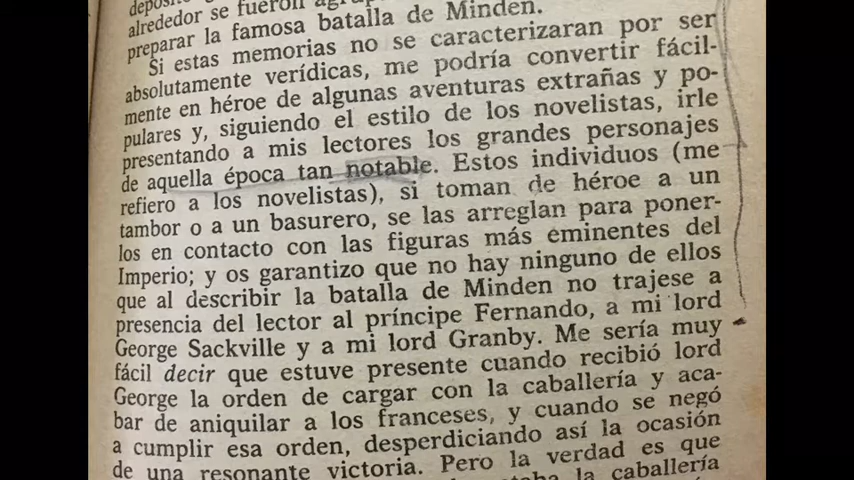 alrededor se fueron
preparar la famosa batalla de Minden.
Si estas memorias no se caracterizaran por ser
absolutamente verídicas, me podría convertir fácil-
mente en héroe de algunas aventuras extrañas y po-
pulares y, siguiendo el estilo de los novelistas, irle
presentando a mis lectores los grandes personajes
de aquella época tan notable. Estos individuos (me
refiero a los novelistas), si toman de héroe a un
tambor o a un basurero, se las arreglan para poner-
los en contacto con las figuras más eminentes del
Imperio; y os garantizo que no hay ninguno de ellos
que al describir la batalla de Minden no trajese a
presencia del lector al príncipe Fernando, a mi lord
George Sackville y a mi lord Granby. Me sería muy
fácil decir que estuve presente cuando recibió lord
George la orden de cargar con la caballería y aca-
bar de aniquilar a los franceses, y cuando se negó
a cumplir esa orden, desperdiciando así la ocasión
de una resonante victoria. Pero la verdad es que
la caballería